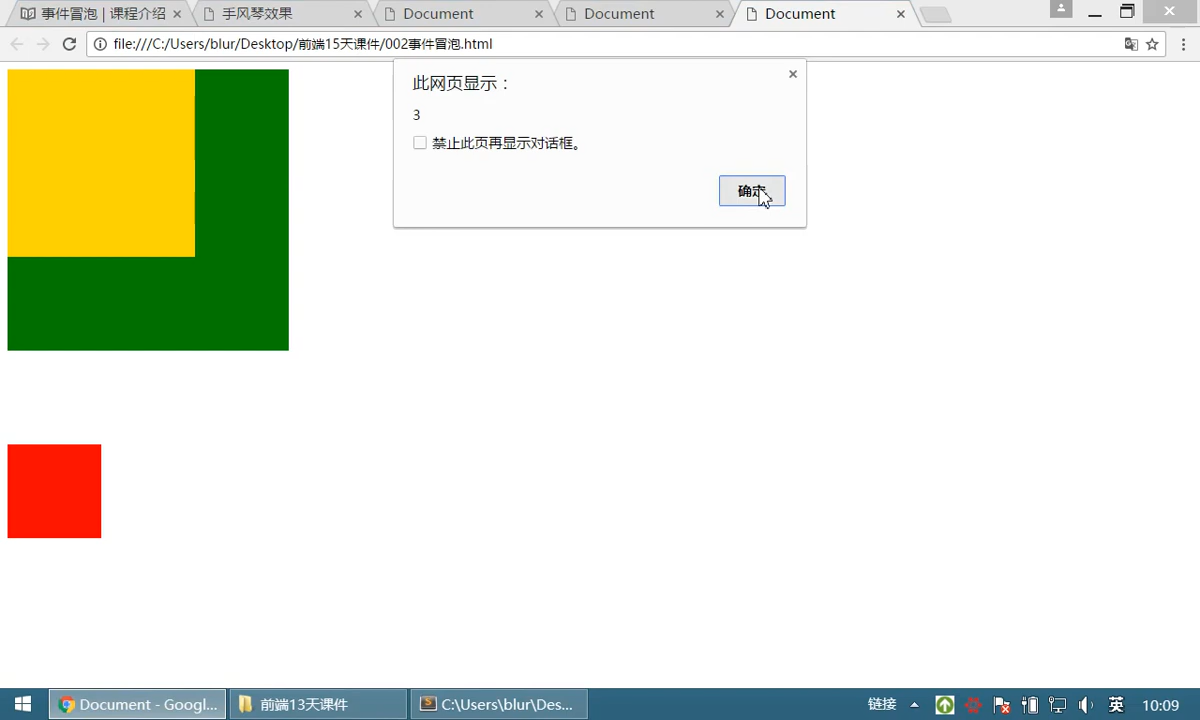 事件冒泡 | 课程介绍
手风琴效果
Document
Document
Document
file:///C:/Users/blur/Desktop/前端15天课件/002事件冒泡.html
此网页显示：
3
禁止此页再显示对话框。
确定
Document - Googl...
前端13天课件
C:\Users\blur\Des...
链接
英
10:09